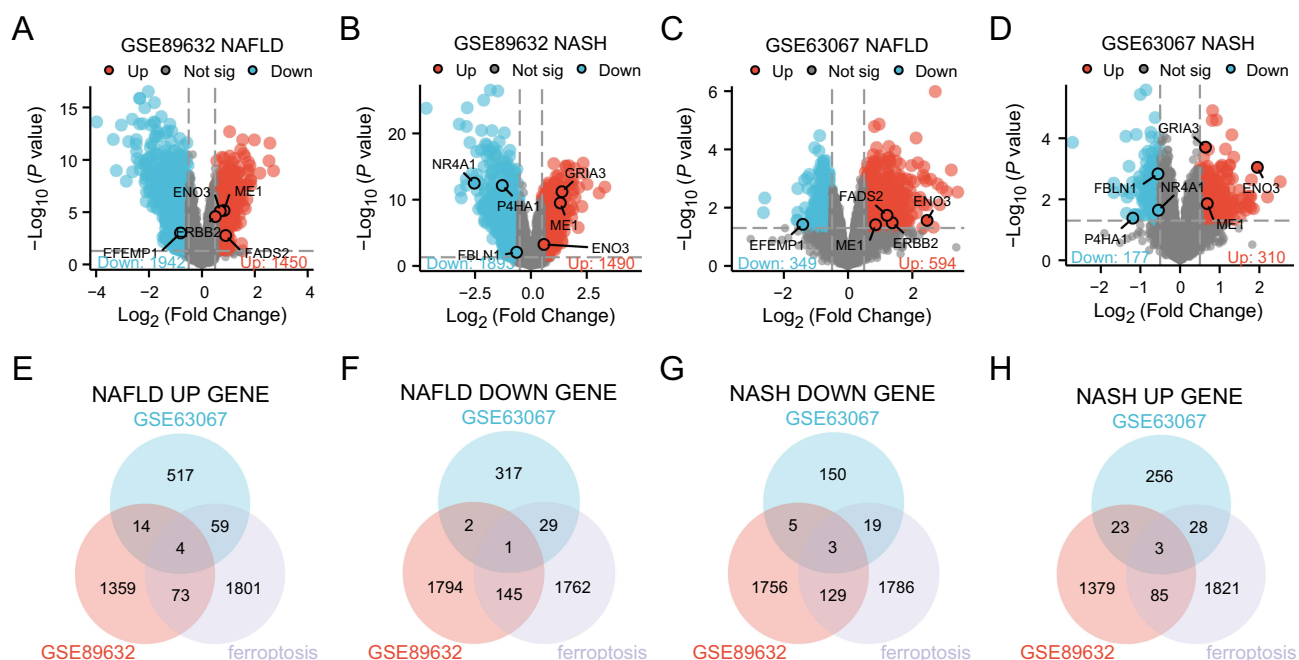 A
B
C
D
GSE89632 NAFLD
Up Not sig Down
15
10
5
0
−Log10 (P value)
ENO3
ME1
ERBB2
EFEMP1
FADS2
Down: 1942
Up: 1450
−4 −2 0 2 4
Log2 (Fold Change)
GSE89632 NASH
Up Not sig Down
20
10
0
−Log10 (P value)
NR4A1
P4HA1
GRIA3
ME1
FBLN1
ENO3
Down: 1893
Up: 1490
−2.5 0.0 2.5
Log2 (Fold Change)
GSE63067 NAFLD
Up Not sig Down
6
4
2
0
−Log10 (P value)
FADS2
ENO3
EFEMP1
ME1
ERBB2
Down: 349
Up: 594
−2 0 2
Log2 (Fold Change)
GSE63067 NASH
Up Not sig Down
4
2
0
−Log10 (P value)
GRIA3
FBLN1
NR4A1
ENO3
P4HA1
ME1
Down: 177
Up: 310
−2 −1 0 1 2
Log2 (Fold Change)
E
NAFLD UP GENE
GSE63067
517
14
59
4
1359
73
1801
GSE89632
ferroptosis
F
NAFLD DOWN GENE
GSE63067
317
2
29
1
1794
145
1762
GSE89632
ferroptosis
G
NASH DOWN GENE
GSE63067
150
5
19
3
1756
129
1786
GSE89632
ferroptosis
H
NASH UP GENE
GSE63067
256
23
28
3
1379
85
1821
GSE89632
ferroptosis